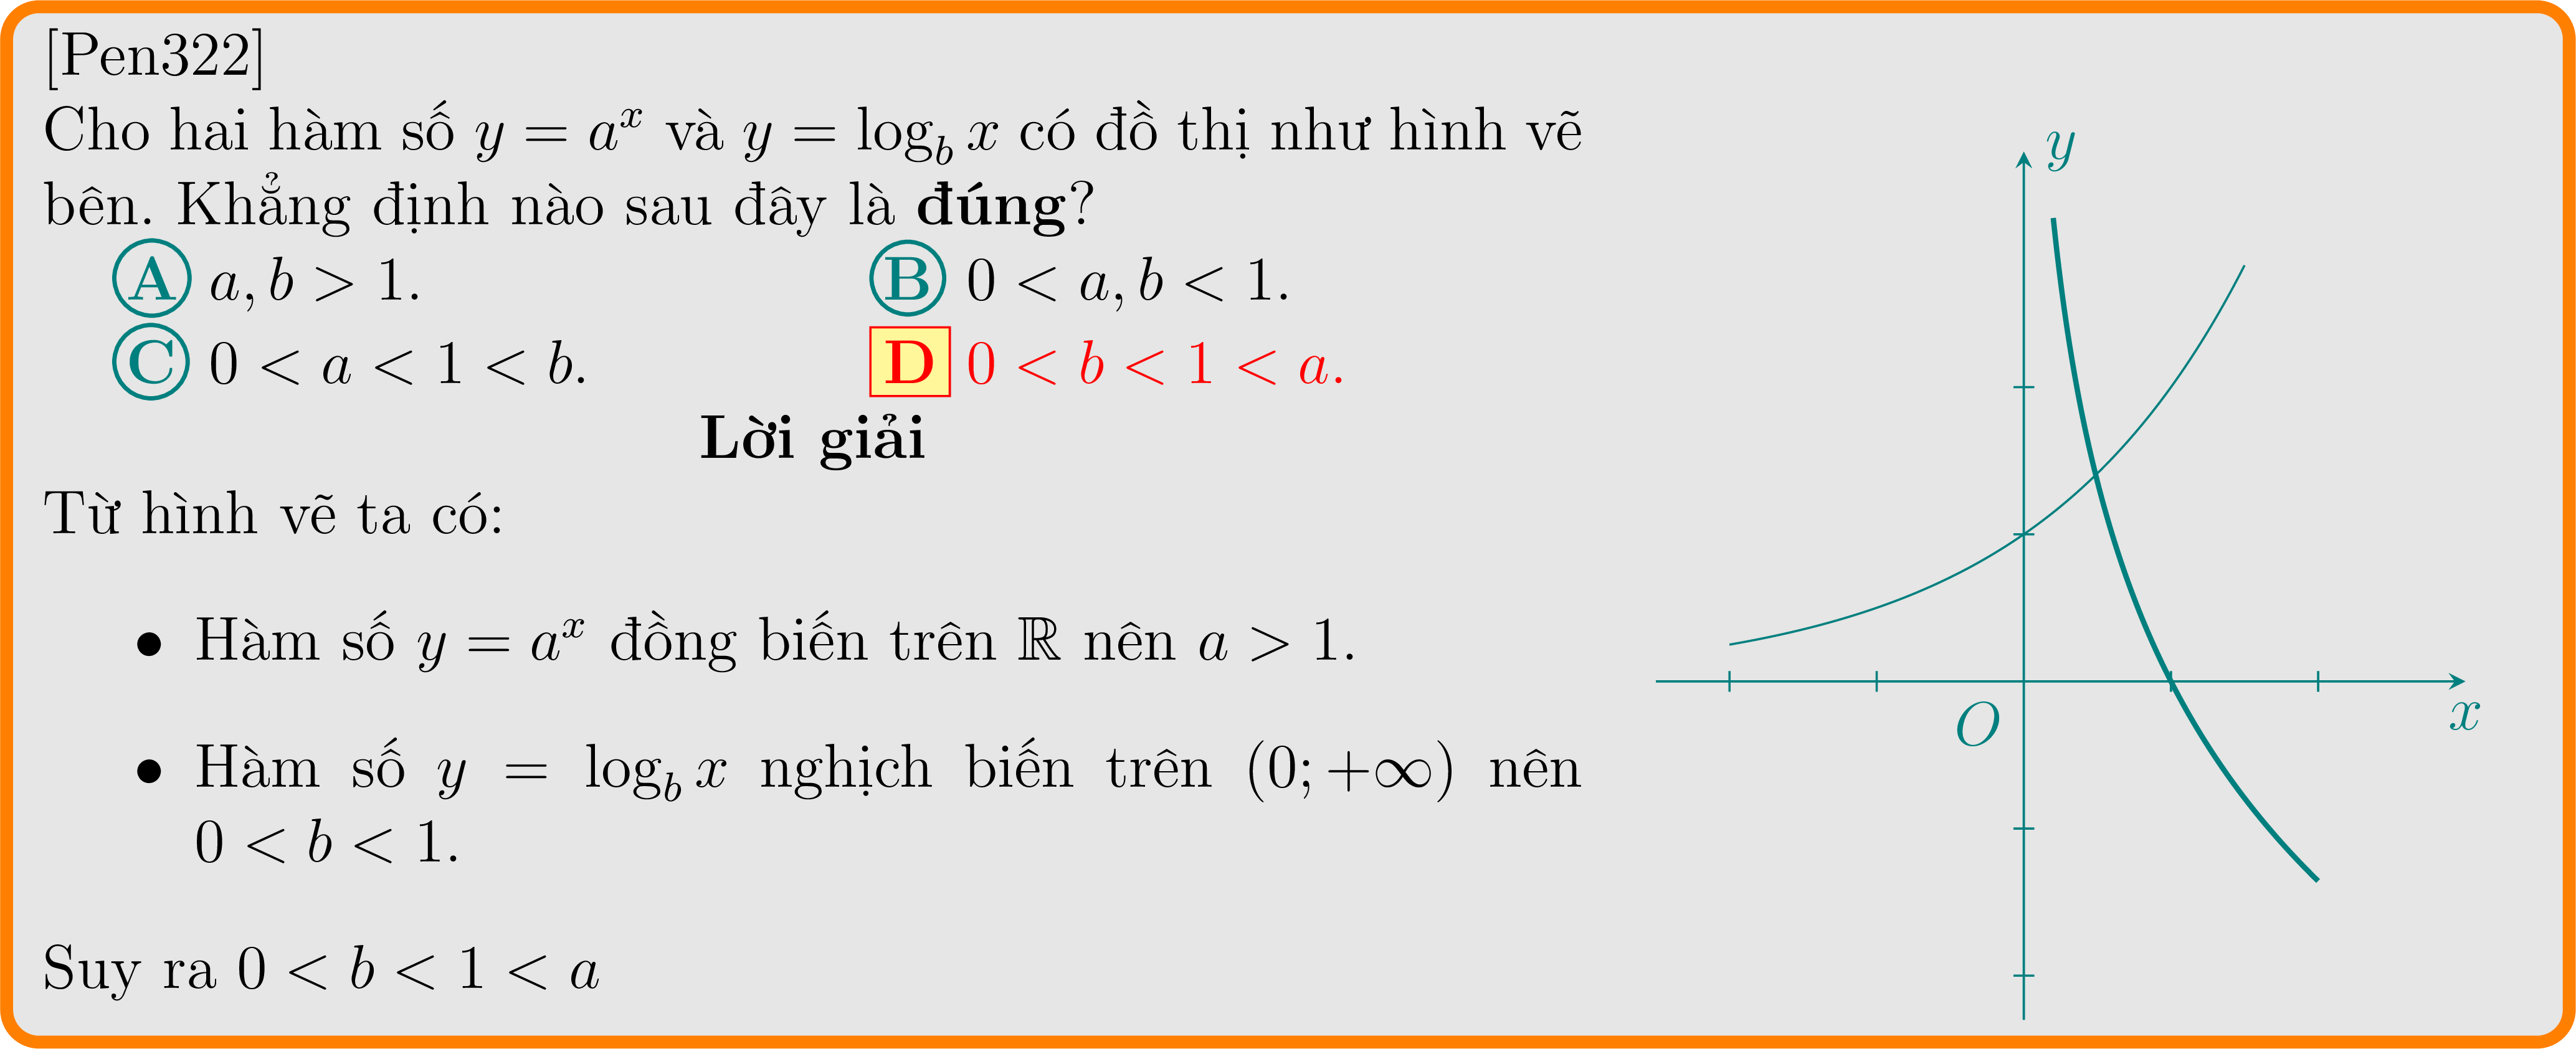 [Pen322]
Cho hai hàm số y = a^x và y = log_b x có đồ thị như hình vẽ
bên. Khẳng định nào sau đây là đúng?
A a, b > 1.
B 0 < a, b < 1.
C 0 < a < 1 < b.
D 0 < b < 1 < a.
Lời giải
Từ hình vẽ ta có:
• Hàm số y = a^x đồng biến trên ℝ nên a > 1.
• Hàm số y = log_b x nghịch biến trên (0; +∞) nên
0 < b < 1.
Suy ra 0 < b < 1 < a
y
O
x